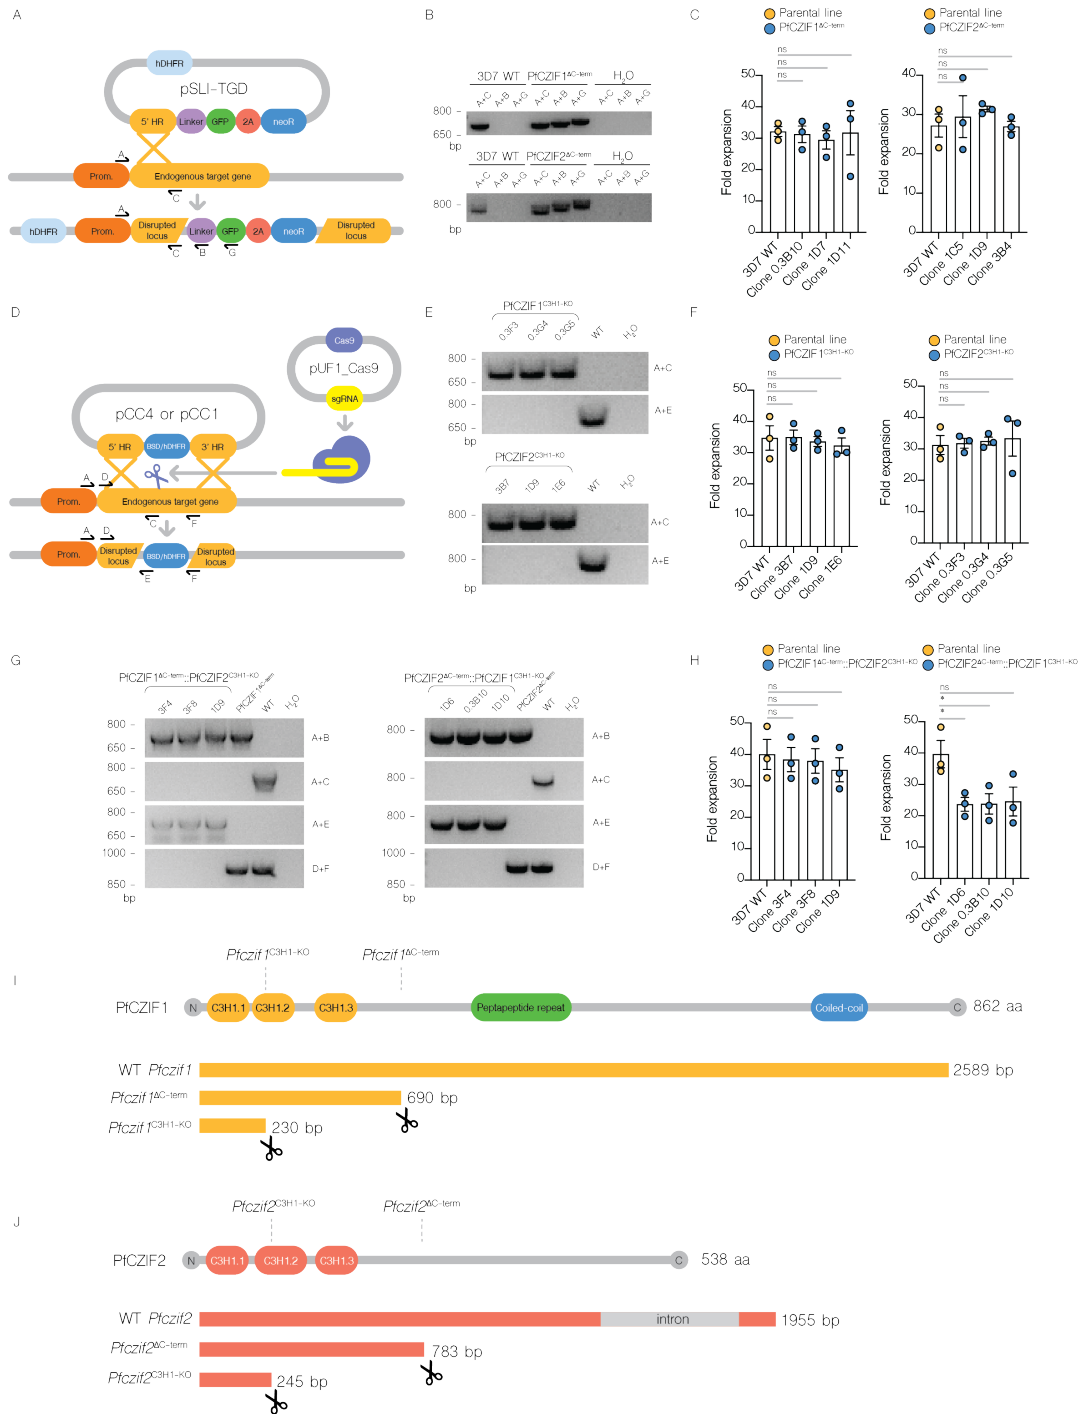 A
hDHFR
pSLI-TGD
5' HR
Linker
GFP
2A
neoR
A
Prom.
Endogenous target gene
C
hDHFR
Prom.
A
Disrupted locus
Linker
GFP
2A
neoR
Disrupted locus
C
B
G
B
3D7 WT PfCZIF1ΔC-term H2O
A+C A+B A+G A+C A+B A+G A+C A+B A+G
800 –
650 –
bp
3D7 WT PfCZIF2ΔC-term H2O
A+C A+B A+G A+C A+B A+G A+C A+B A+G
800 –
bp
C
Parental line
PfCZIF1ΔC-term
ns
ns
ns
Fold expansion
50
40
30
20
10
0
3D7 WT
Clone 0.3B10
Clone 1D7
Clone 1D11
Parental line
PfCZIF2ΔC-term
ns
ns
ns
Fold expansion
40
30
20
10
0
3D7 WT
Clone 1C5
Clone 1D9
Clone 3B4
D
Cas9
pUF1_Cas9
sgRNA
pCC4 or pCC1
5' HR
BSD/hDHFR
3' HR
A
D
Prom.
Endogenous target gene
C
F
A
D
Prom.
Disrupted locus
BSD/hDHFR
Disrupted locus
E
F
E
PfCZIF1C3H1-KO
0.3F3 0.3G4 0.3G5 WT H2O
800 –
650 –
A+C
800 –
650 –
A+E
bp
PfCZIF2C3H1-KO
3B7 1D9 1E6 WT H2O
800 –
A+C
800 –
A+E
bp
F
Parental line
PfCZIF1C3H1-KO
ns
ns
ns
Fold expansion
50
40
30
20
10
0
3D7 WT
Clone 3B7
Clone 1D9
Clone 1E6
Parental line
PfCZIF2C3H1-KO
ns
ns
ns
Fold expansion
50
40
30
20
10
0
3D7 WT
Clone 0.3F3
Clone 0.3G4
Clone 0.3G5
G
PfCZIF1ΔC-term::PfCZIF2C3H1-KO
3F4 3F8 1D9 PfCZIF1ΔC-term WT H2O
800 –
650 –
A+B
800 –
650 –
A+C
800 –
650 –
A+E
1000 –
850 –
D+F
bp
PfCZIF2ΔC-term::PfCZIF1C3H1-KO
1D6 0.3B10 1D10 PfCZIF2ΔC-term WT H2O
800 –
A+B
800 –
A+C
800 –
A+E
1000 –
850 –
D+F
bp
H
Parental line
PfCZIF1ΔC-term::PfCZIF2C3H1-KO
ns
ns
ns
Fold expansion
50
40
30
20
10
0
3D7 WT
Clone 3F4
Clone 3F8
Clone 1D9
Parental line
PfCZIF2ΔC-term::PfCZIF1C3H1-KO
ns
*
*
Fold expansion
50
40
30
20
10
0
3D7 WT
Clone 1D6
Clone 0.3B10
Clone 1D10
I
Pfczif1C3H1-KO
Pfczif1ΔC-term
PfCZIF1
N
C3H1.1
C3H1.2
C3H1.3
Peptapeptide repeat
Coiled-coil
C
862 aa
WT Pfczif1
2589 bp
Pfczif1ΔC-term
690 bp
Pfczif1C3H1-KO
230 bp
J
Pfczif2C3H1-KO
Pfczif2ΔC-term
PfCZIF2
N
C3H1.1
C3H1.2
C3H1.3
C
538 aa
WT Pfczif2
intron
1955 bp
Pfczif2ΔC-term
783 bp
Pfczif2C3H1-KO
245 bp